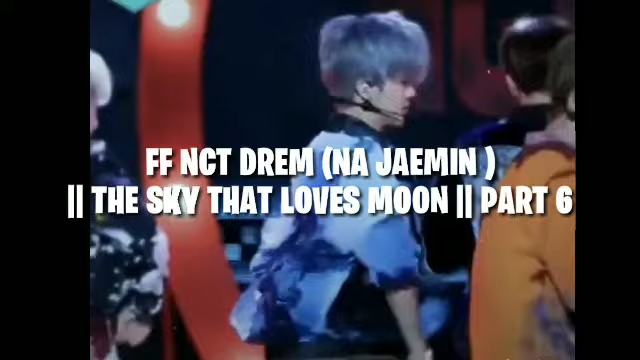 FF NCT DREM (NA JAEMIN )
|| THE SKY THAT LOVES MOON || PART 6